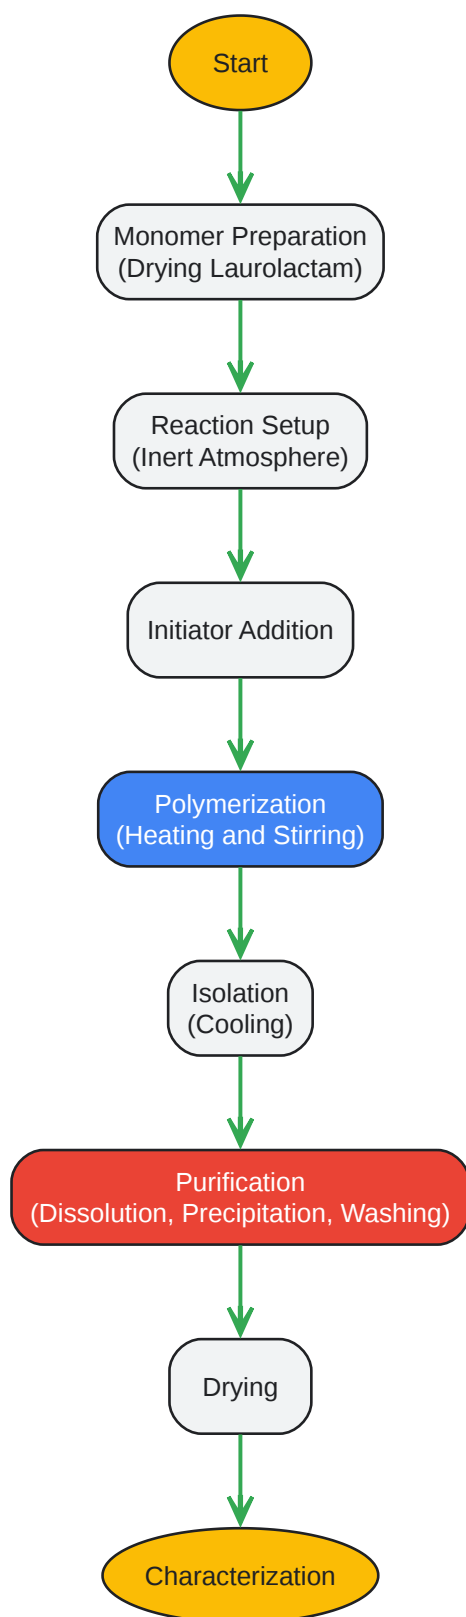 Start
Monomer Preparation
(Drying Laurolactam)
Reaction Setup
(Inert Atmosphere)
Initiator Addition
Polymerization
(Heating and Stirring)
Isolation
(Cooling)
Purification
(Dissolution, Precipitation, Washing)
Drying
Characterization